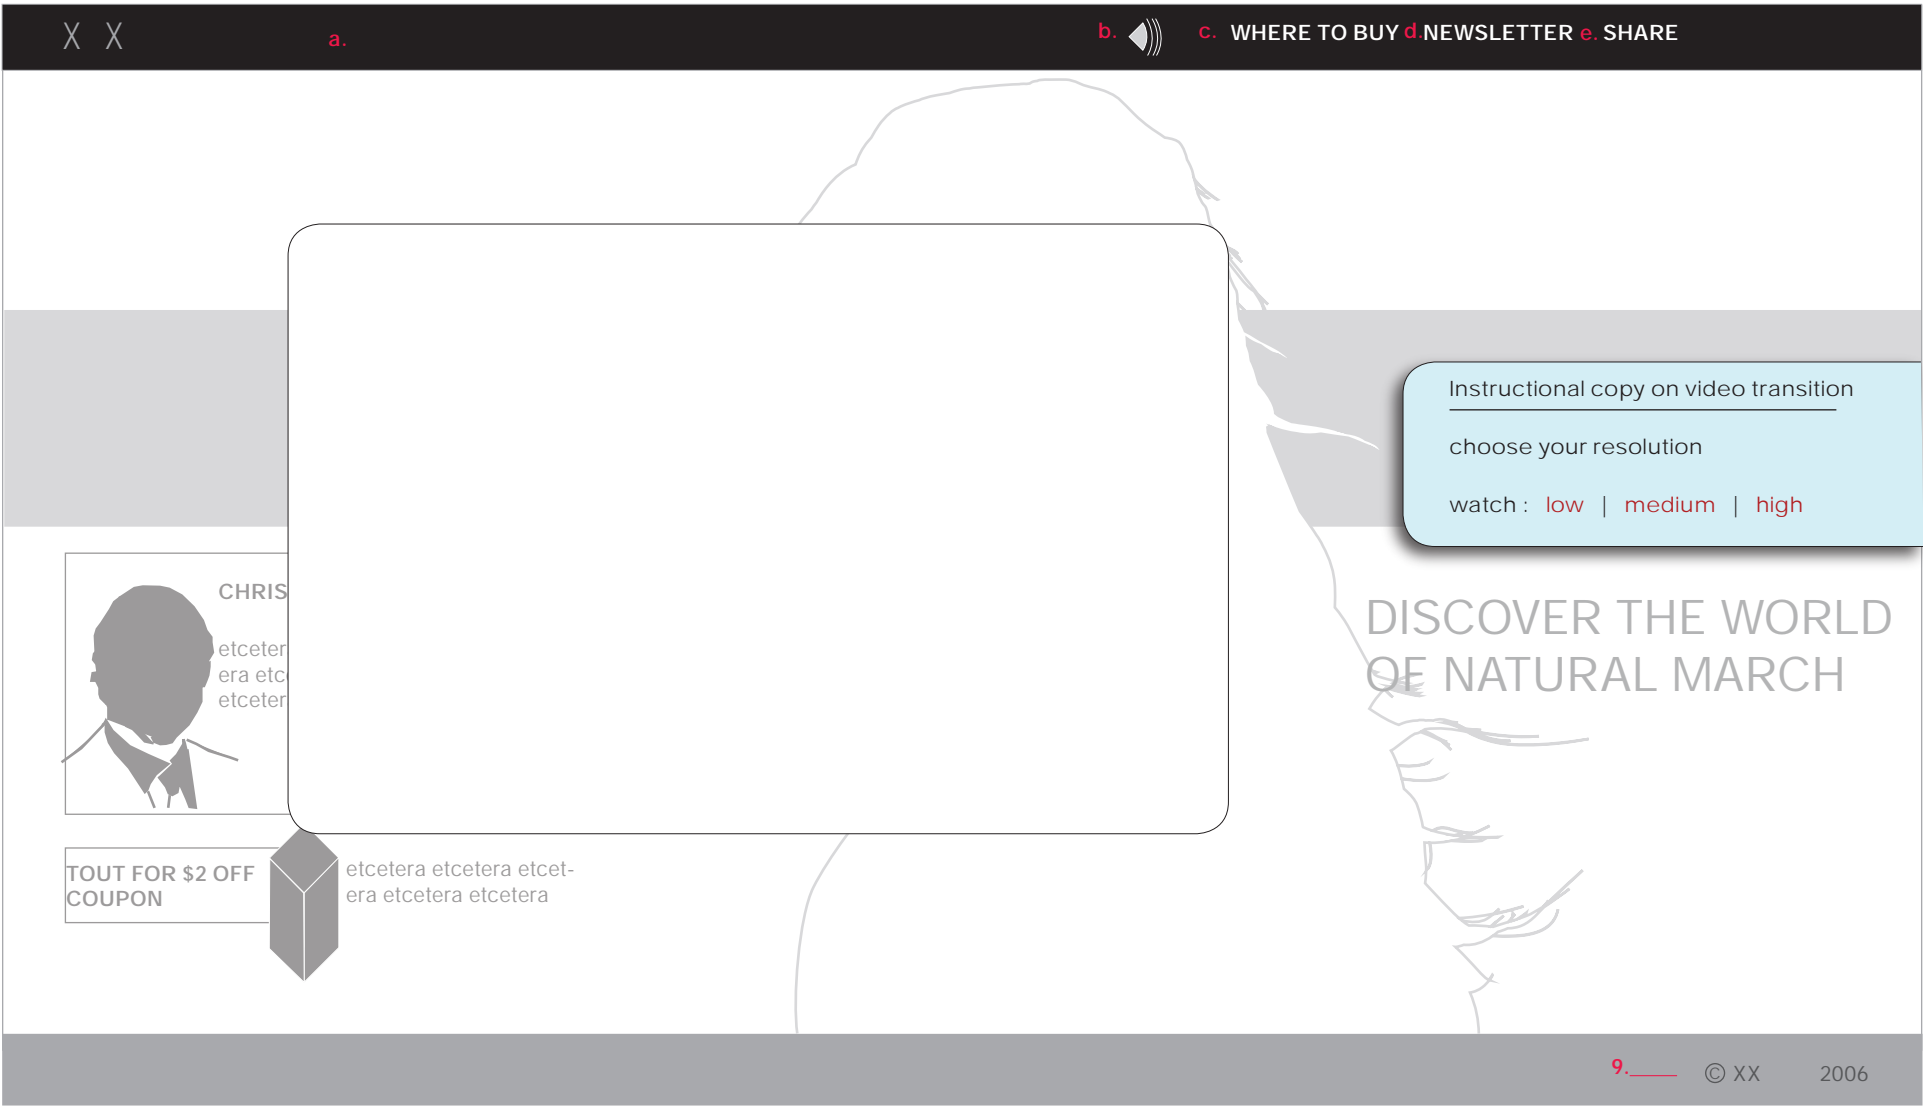 X X
a.
b.
c. WHERE TO BUY d. NEWSLETTER e. SHARE
Instructional copy on video transition
choose your resolution
watch : low | medium | high
CHRIS
etceter
era etc
etceter
DISCOVER THE WORLD
OF NATURAL MARCH
TOUT FOR $2 OFF
COUPON
etcetera etcetera etcet-
era etcetera etcetera
9.____ © XX 2006